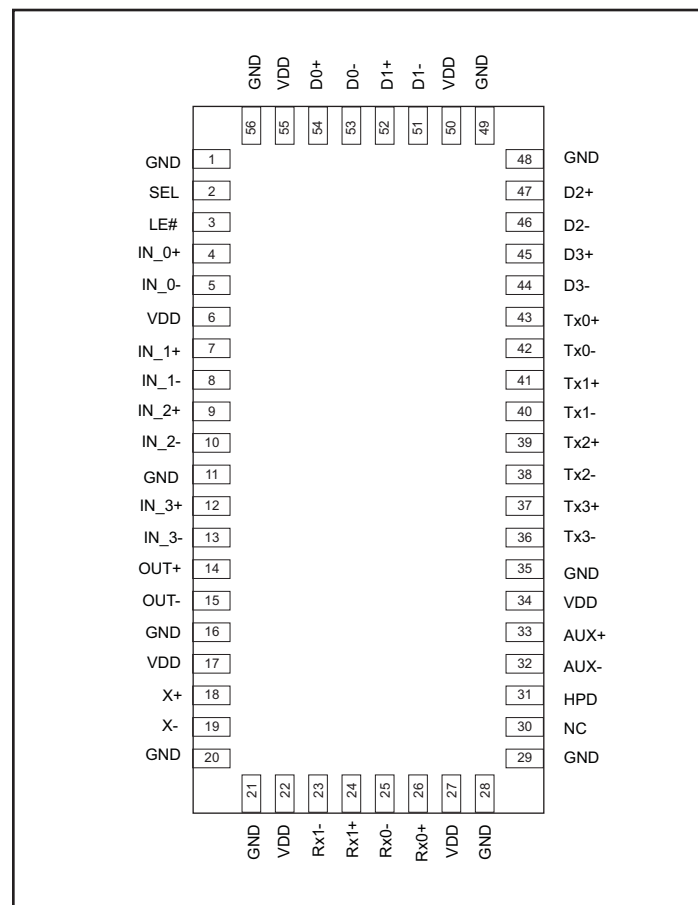 GND VDD D0+ D0- D1+ D1- VDD GND
56 55 54 53 52 51 50 49
GND 1 48 GND
SEL 2 47 D2+
LE# 3 46 D2-
IN_0+ 4 45 D3+
IN_0- 5 44 D3-
VDD 6 43 Tx0+
IN_1+ 7 42 Tx0-
IN_1- 8 41 Tx1+
IN_2+ 9 40 Tx1-
IN_2- 10 39 Tx2+
GND 11 38 Tx2-
IN_3+ 12 37 Tx3+
IN_3- 13 36 Tx3-
OUT+ 14 35 GND
OUT- 15 34 VDD
GND 16 33 AUX+
VDD 17 32 AUX-
X+ 18 31 HPD
X- 19 30 NC
GND 20 29 GND
21 22 23 24 25 26 27 28
GND VDD Rx1- Rx1+ Rx0- Rx0+ VDD GND